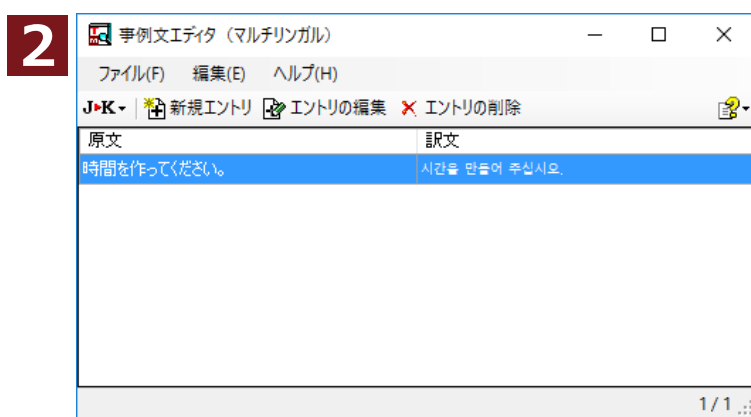 2
事例文エディタ（マルチリンガル）
ファイル(F) 編集(E) ヘルプ(H)
J▶K 新規エントリ エントリの編集 エントリの削除
原文 訳文
時間を作ってください。 시간을 만들어 주십시오.
1 / 1